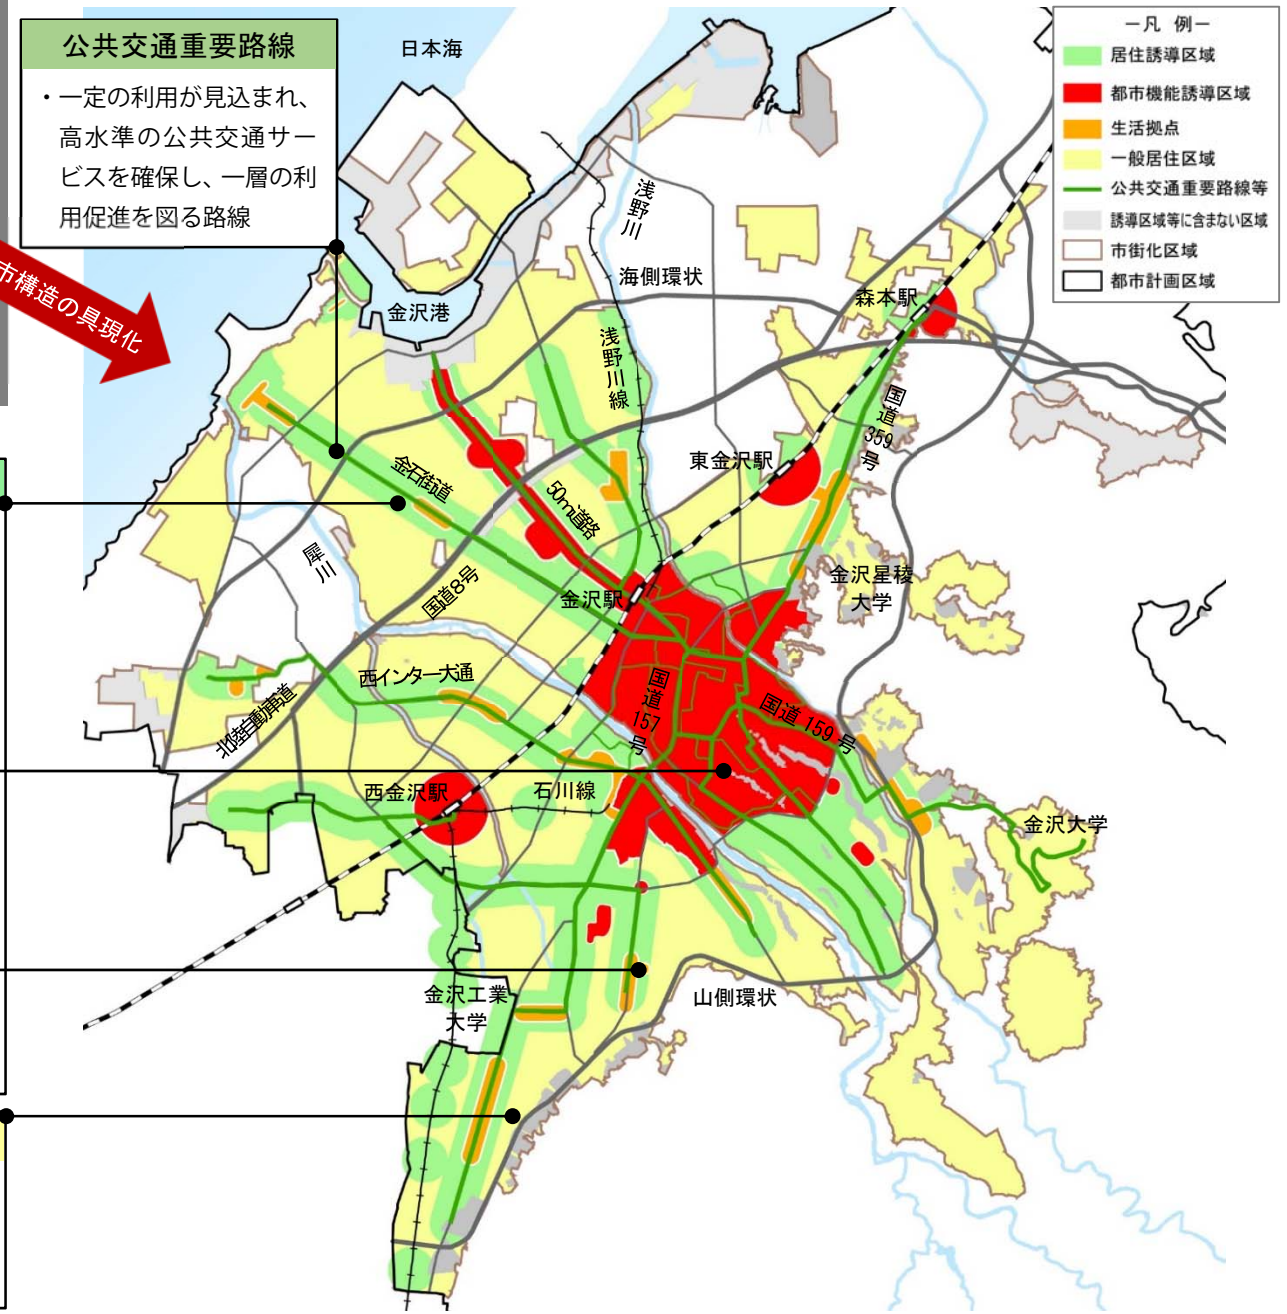 公共交通重要路線
・一定の利用が見込まれ、
高水準の公共交通サー
ビスを確保し、一層の利
用促進を図る路線
市構造の具現化
－凡 例－
居住誘導区域
都市機能誘導区域
生活拠点
一般居住区域
公共交通重要路線等
誘導区域等に含まない区域
市街化区域
都市計画区域
日本海
浅野川
海側環状
森本駅
金沢港
浅野川線
国道359号
東金沢駅
金石街道
50m道路
犀川
国道8号
金沢駅
金沢星稜
大学
西インター大通
国道157号
国道159号
北陸自動車道
西金沢駅
石川線
金沢大学
金沢工業
大学
山側環状